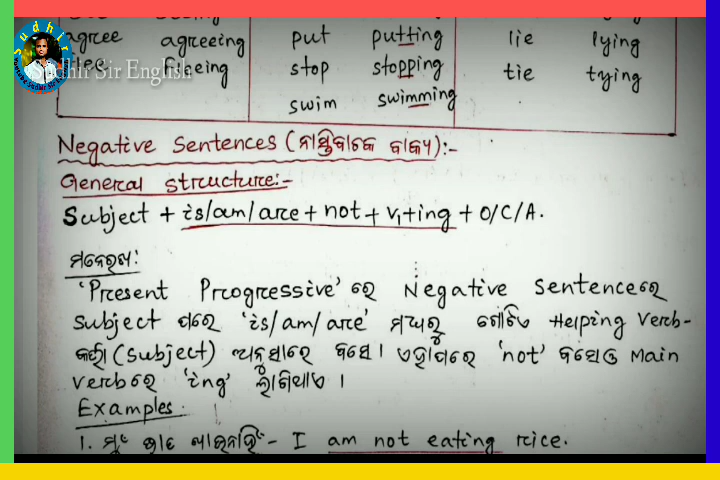 agree agreeing put putting lie lying
Sudhir Sir English
stop stopping tie tying
swim swimming
Negative Sentences (ନାସ୍ତିବାଚକ ବାକ୍ୟ):-
General structure:-
Subject + is/am/are + not + v₁+ing + O/C/A.
ମନେରଖ:
'Present Progressive' ରେ Negative Sentenceରେ
Subject ପରେ 'is/am/are' ମଧ୍ୟରୁ ଗୋଟିଏ Helping Verb-
କର୍ତ୍ତା (subject) ଅନୁସାରେ ବସେ । ଏହାପରେ 'not' ବସେଓ Main
verb ରେ 'ing' ଲାଗିଥାଏ ।
Examples.
1. ମୁଁ ଭାତ ଖାଉନାହିଁ - I am not eating rice.